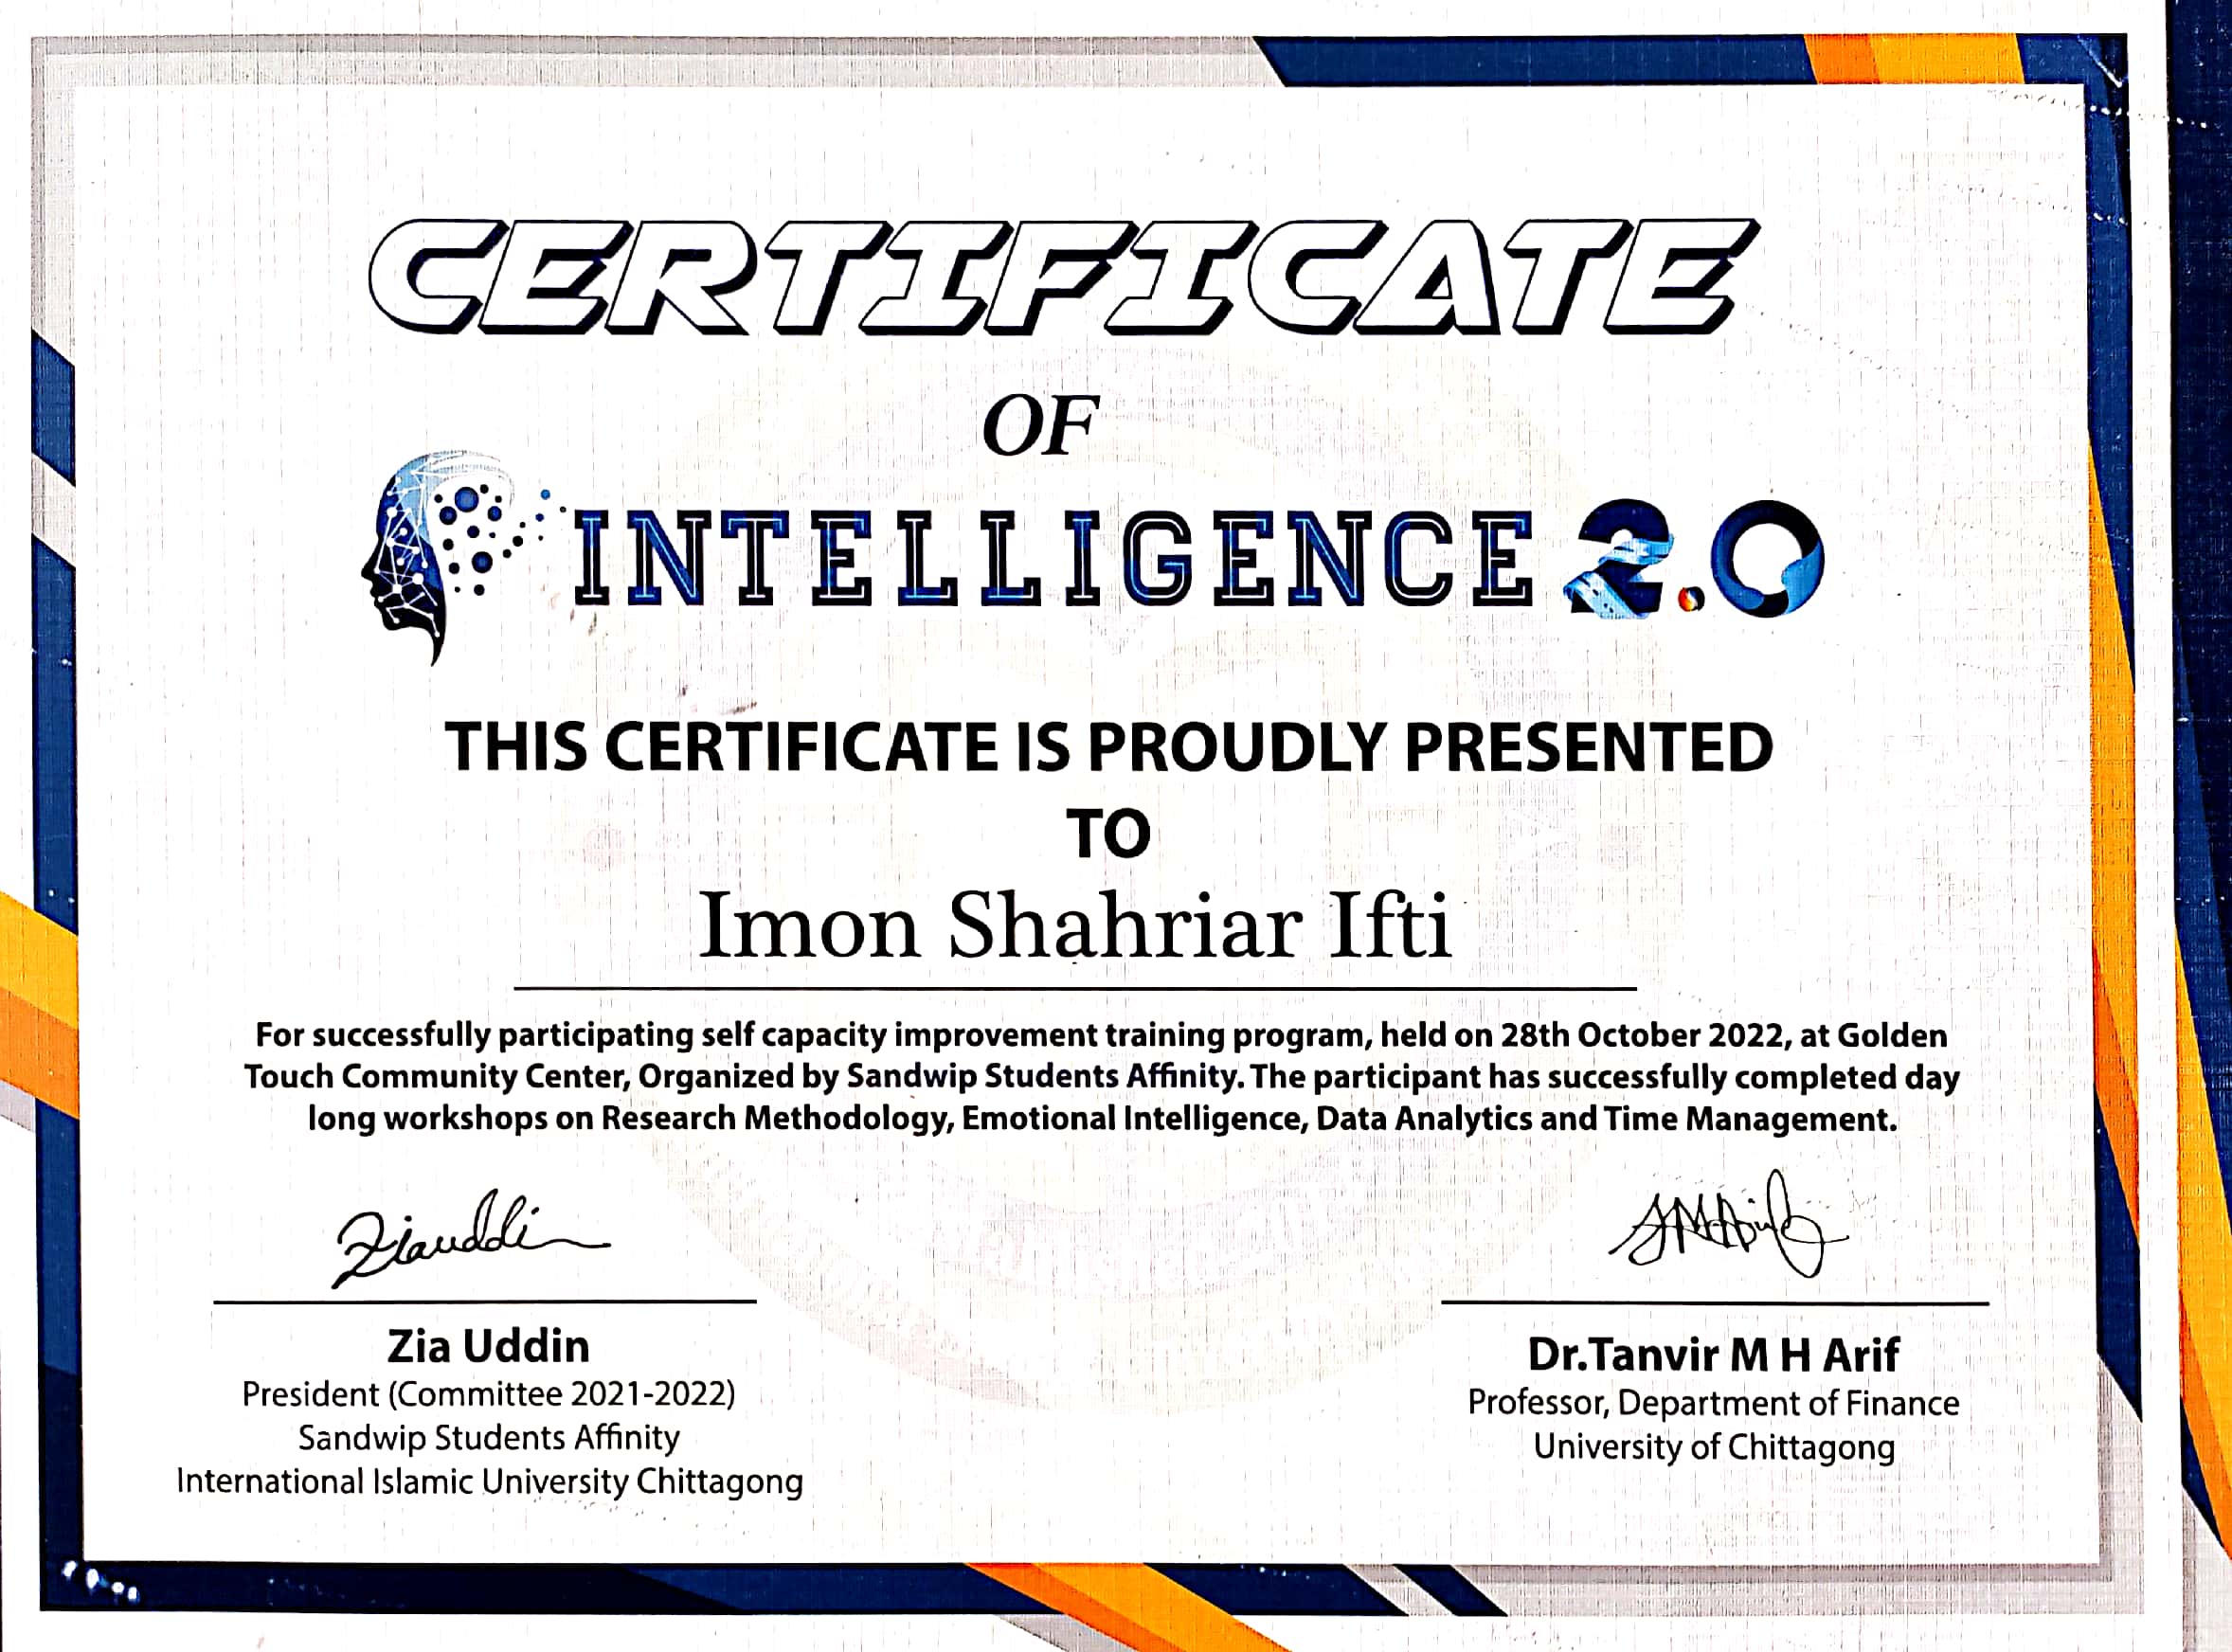 CERTIFICATE
OF
INTELLIGENCE 2.0
THIS CERTIFICATE IS PROUDLY PRESENTED
TO
Imon Shahriar Ifti
For successfully participating self capacity improvement training program, held on 28th October 2022, at Golden
Touch Community Center, Organized by Sandwip Students Affinity. The participant has successfully completed day
long workshops on Research Methodology, Emotional Intelligence, Data Analytics and Time Management.
Ziauddin
Zia Uddin
President (Committee 2021-2022)
Sandwip Students Affinity
International Islamic University Chittagong
Dr.Tanvir M H Arif
Professor, Department of Finance
University of Chittagong